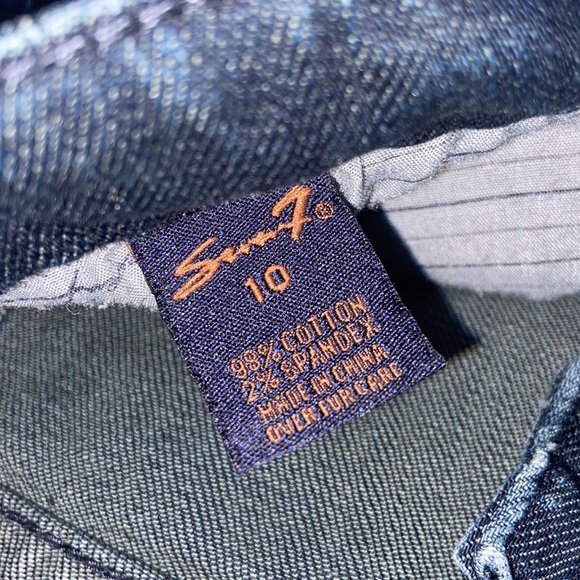 Seven7®
10
98% COTTON
2% SPANDEX
MADE IN CHINA
OVER FOR CARE